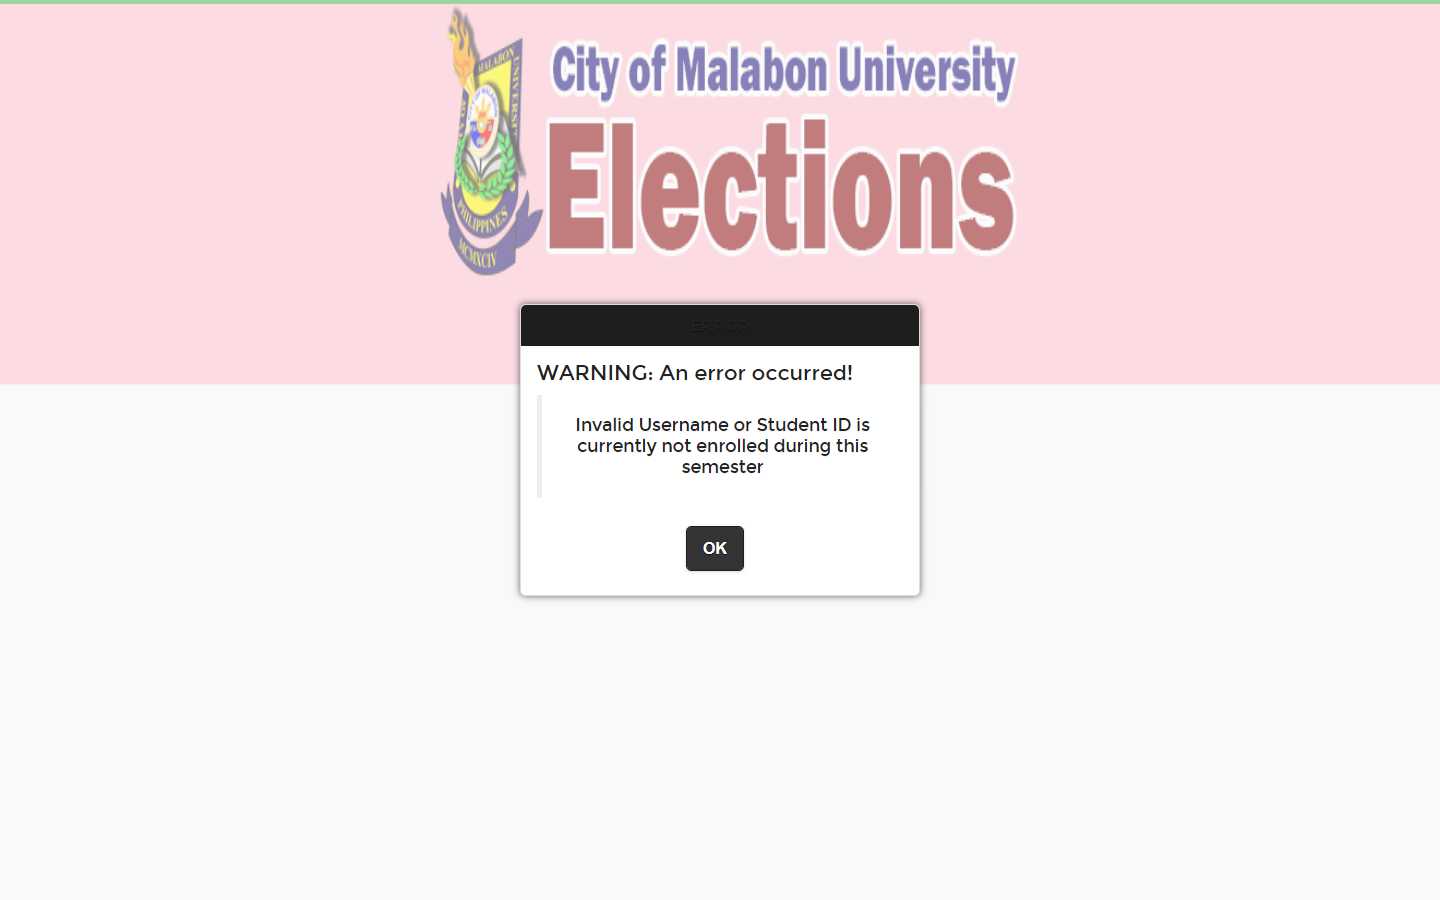 City of Malabon University
Elections
MALABON UNIVERSITY
PHILIPPINES
MCMXCIV
ERROR
WARNING: An error occurred!
Invalid Username or Student ID is
currently not enrolled during this
semester
OK